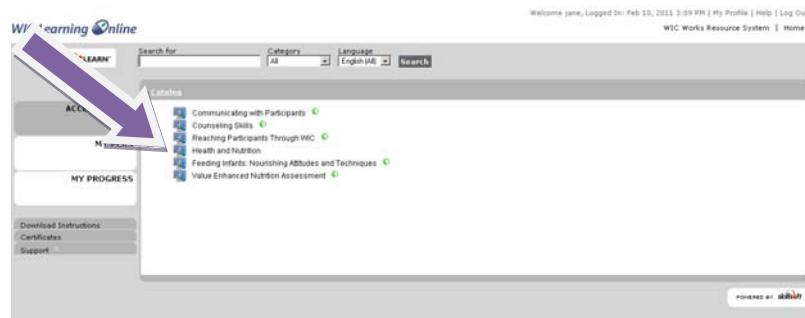 Welcome jane, Logged In: Feb 10, 2011 3:09 PM | My Profile | Help | Log Ou
WIC Works Resource System | Home
Learning Online
LEARN
Search for
Category
All
Language
English (All)
Search
Catalog
Communicating with Participants
Counseling Skills
Reaching Participants Through WIC
Health and Nutrition
Feeding Infants: Nourishing Attitudes and Techniques
Value Enhanced Nutrition Assessment
MY PROGRESS
Download Instructions
Certificates
Support
POWERED BY skillsoft